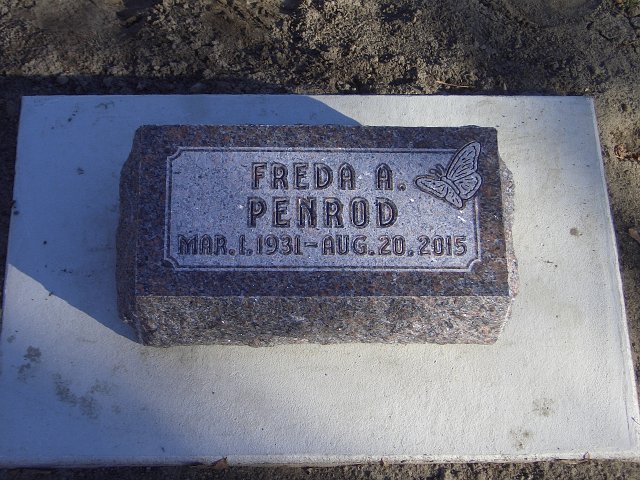 FREDA A.
PENROD
MAR. 1. 1931 - AUG. 20. 2015